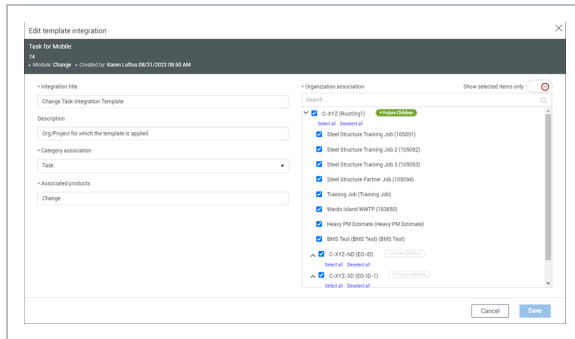 Edit template integration
Task for Mobile
74
• Module: Change • Created by: Karen Loftus 08/31/2022 08:50 AM
• Integration title
Change Task Integration Template
Description
Org/Project for which the template is applied
• Category association
Task
• Associated products
Change
• Organization association
Show selected items only
Search
C-XYZ (RootOrg1) + Future Children
Select all Deselect all
Steel Structure Training Job (105091)
Steel Structure Training Job 2 (105092)
Steel Structure Training Job 3 (105093)
Steel Structure Partner Job (105094)
Training Job (Training Job)
Wards Island WWTP (183850)
Heavy PM Estimate (Heavy PM Estimate)
BMS Test (BMS Test) (BMS Test)
C-XYZ-ND (EO-ID) + Future Children
Select all Deselect all
C-XYZ-SD (EO-ID-1) + Future Children
Select all Deselect all
Cancel
Save